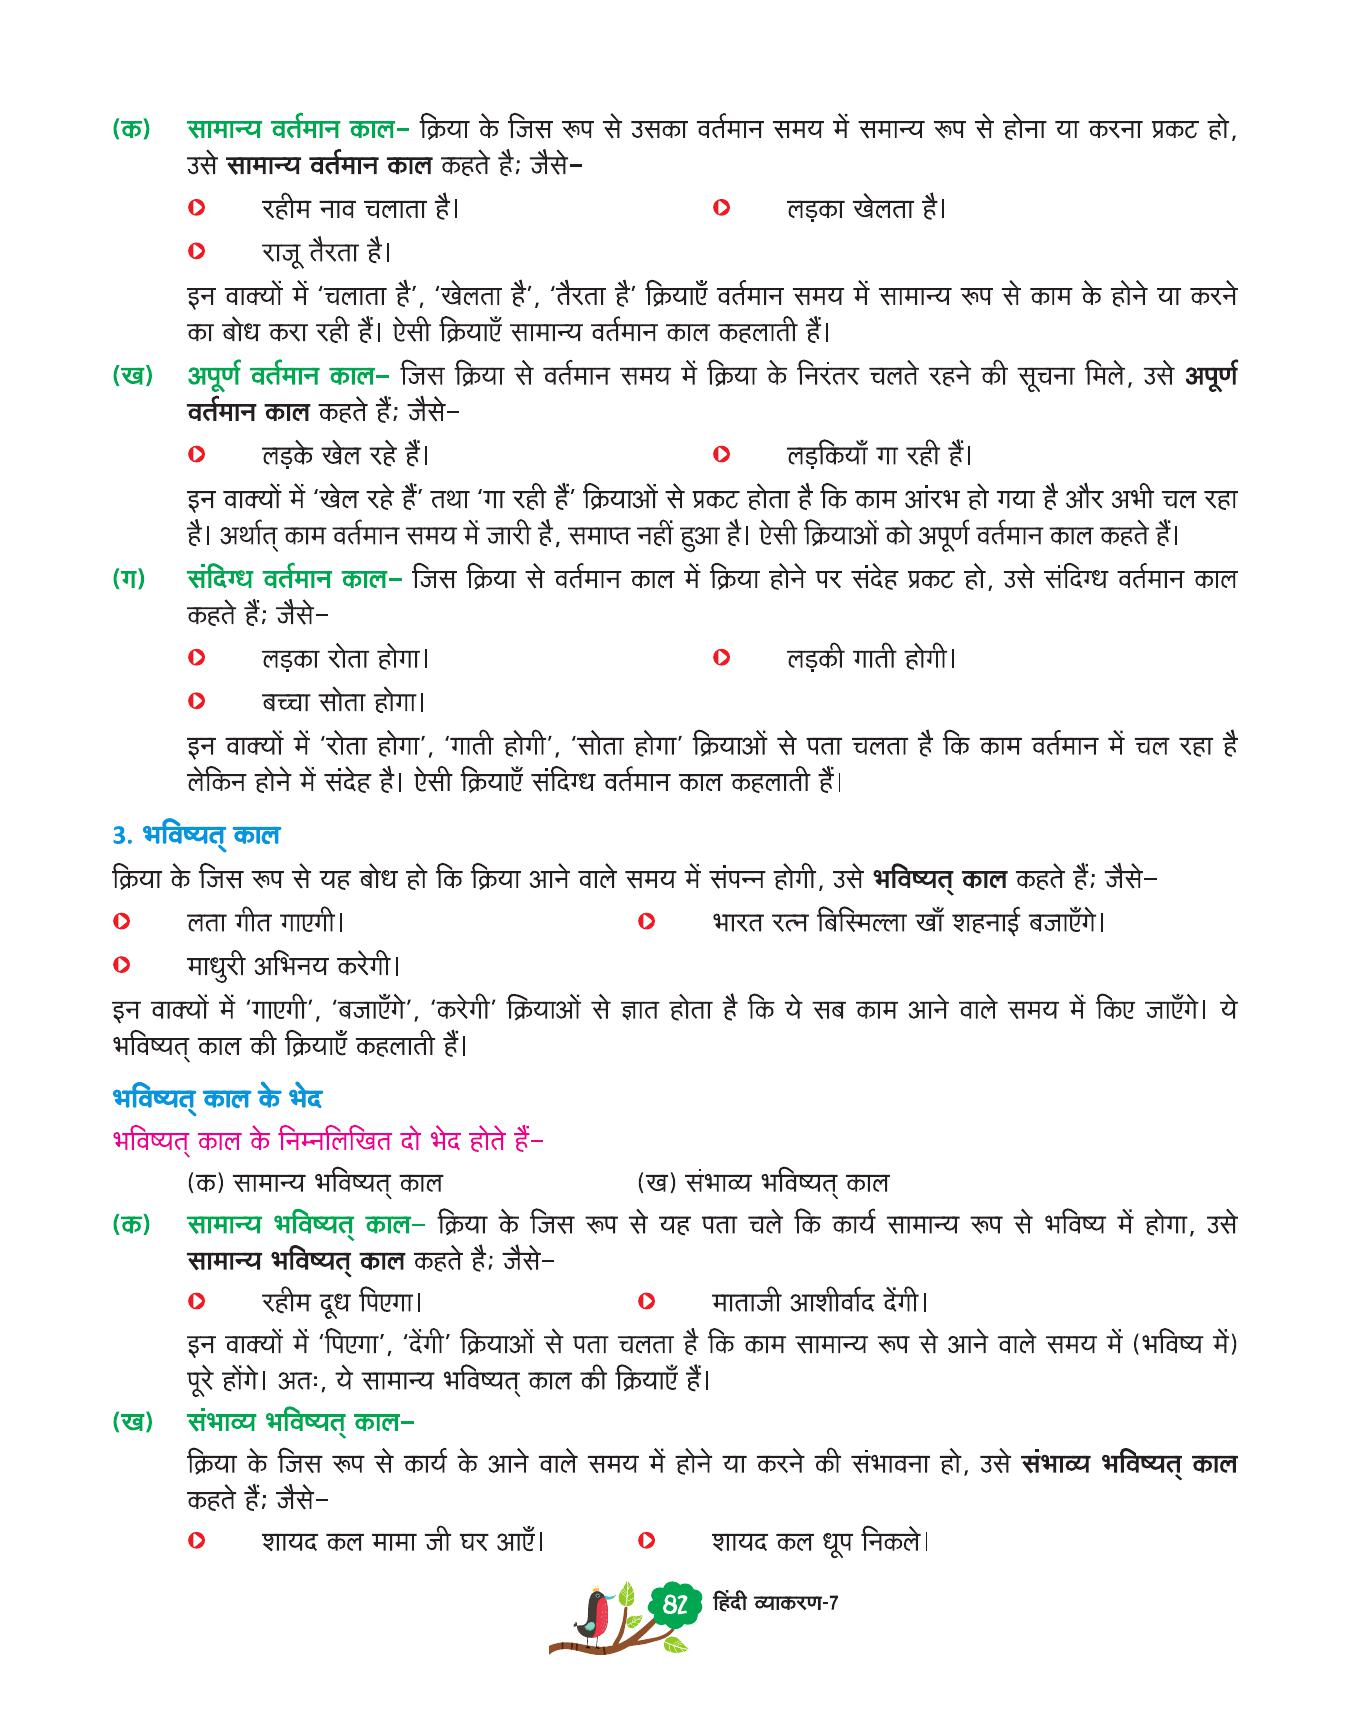 (क) सामान्य वर्तमान काल– क्रिया के जिस रूप से उसका वर्तमान समय में समान्य रूप से होना या करना प्रकट हो,
उसे सामान्य वर्तमान काल कहते है; जैसे–
रहीम नाव चलाता है। लड़का खेलता है।
राजू तैरता है।
इन वाक्यों में ‘चलाता है’, ‘खेलता है’, ‘तैरता है’ क्रियाएँ वर्तमान समय में सामान्य रूप से काम के होने या करने
का बोध करा रही हैं। ऐसी क्रियाएँ सामान्य वर्तमान काल कहलाती हैं।
(ख) अपूर्ण वर्तमान काल– जिस क्रिया से वर्तमान समय में क्रिया के निरंतर चलते रहने की सूचना मिले, उसे अपूर्ण
वर्तमान काल कहते हैं; जैसे–
लड़के खेल रहे हैं। लड़कियाँ गा रही हैं।
इन वाक्यों में ‘खेल रहे हैं’ तथा ‘गा रही हैं’ क्रियाओं से प्रकट होता है कि काम आंरभ हो गया है और अभी चल रहा
है। अर्थात् काम वर्तमान समय में जारी है, समाप्त नहीं हुआ है। ऐसी क्रियाओं को अपूर्ण वर्तमान काल कहते हैं।
(ग) संदिग्ध वर्तमान काल– जिस क्रिया से वर्तमान काल में क्रिया होने पर संदेह प्रकट हो, उसे संदिग्ध वर्तमान काल
कहते हैं; जैसे–
लड़का रोता होगा। लड़की गाती होगी।
बच्चा सोता होगा।
इन वाक्यों में ‘रोता होगा’, ‘गाती होगी’, ‘सोता होगा’ क्रियाओं से पता चलता है कि काम वर्तमान में चल रहा है
लेकिन होने में संदेह है। ऐसी क्रियाएँ संदिग्ध वर्तमान काल कहलाती हैं।
3. भविष्यत् काल
क्रिया के जिस रूप से यह बोध हो कि क्रिया आने वाले समय में संपन्न होगी, उसे भविष्यत् काल कहते हैं; जैसे–
लता गीत गाएगी। भारत रत्न बिस्मिल्ला खाँ शहनाई बजाएँगे।
माधुरी अभिनय करेगी।
इन वाक्यों में ‘गाएगी’, ‘बजाएँगे’, ‘करेगी’ क्रियाओं से ज्ञात होता है कि ये सब काम आने वाले समय में किए जाएँगे। ये
भविष्यत् काल की क्रियाएँ कहलाती हैं।
भविष्यत् काल के भेद
भविष्यत् काल के निम्नलिखित दो भेद होते हैं–
(क) सामान्य भविष्यत् काल (ख) संभाव्य भविष्यत् काल
(क) सामान्य भविष्यत् काल– क्रिया के जिस रूप से यह पता चले कि कार्य सामान्य रूप से भविष्य में होगा, उसे
सामान्य भविष्यत् काल कहते है; जैसे–
रहीम दूध पिएगा। माताजी आशीर्वाद देंगी।
इन वाक्यों में ‘पिएगा’, ‘देंगी’ क्रियाओं से पता चलता है कि काम सामान्य रूप से आने वाले समय में (भविष्य में)
पूरे होंगे। अतः, ये सामान्य भविष्यत् काल की क्रियाएँ हैं।
(ख) संभाव्य भविष्यत् काल–
क्रिया के जिस रूप से कार्य के आने वाले समय में होने या करने की संभावना हो, उसे संभाव्य भविष्यत् काल
कहते हैं; जैसे–
शायद कल मामा जी घर आएँ। शायद कल धूप निकले।
82 हिंदी व्याकरण-7